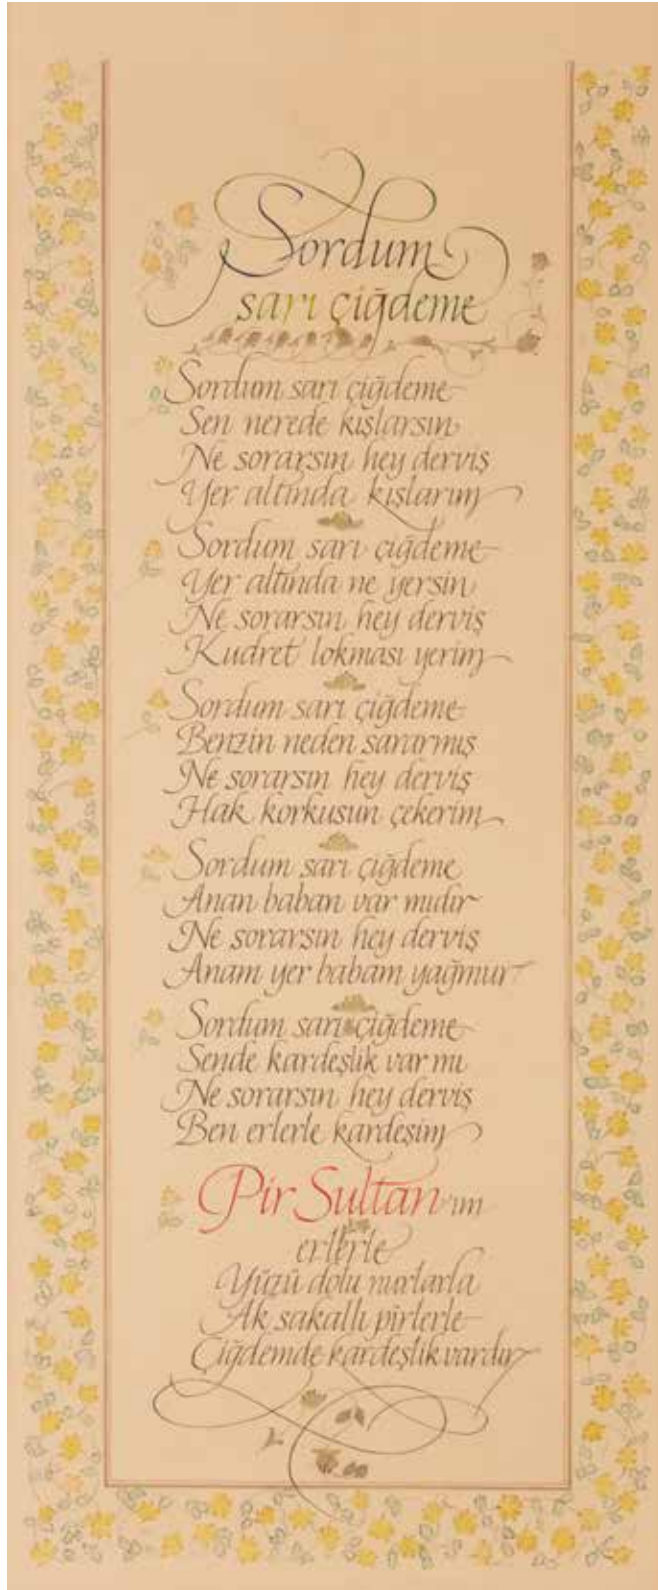 Sordum
sarı çiğdeme
Sordum sarı çiğdeme
Sen nerede kışlarsın
Ne sorarsın hey derviş
Yer altında kışlarım
Sordum sarı çiğdeme
Yer altında ne yersin
Ne sorarsın hey derviş
Kudret lokması yerim
Sordum sarı çiğdeme
Benzin neden sararmış
Ne sorarsın hey derviş
Hak korkusun çekerim
Sordum sarı çiğdeme
Anan baban var mıdır
Ne sorarsın hey derviş
Anam yer babam yağmur
Sordum sarı çiğdeme
Sende kardeşlik var mı
Ne sorarsın hey derviş
Ben erlerle kardeşim
Pir Sultan'ım
erlerle
Yüzü dolu nurlarla
Ak sakallı pirlerle
Çiğdemde kardeşlik vardır